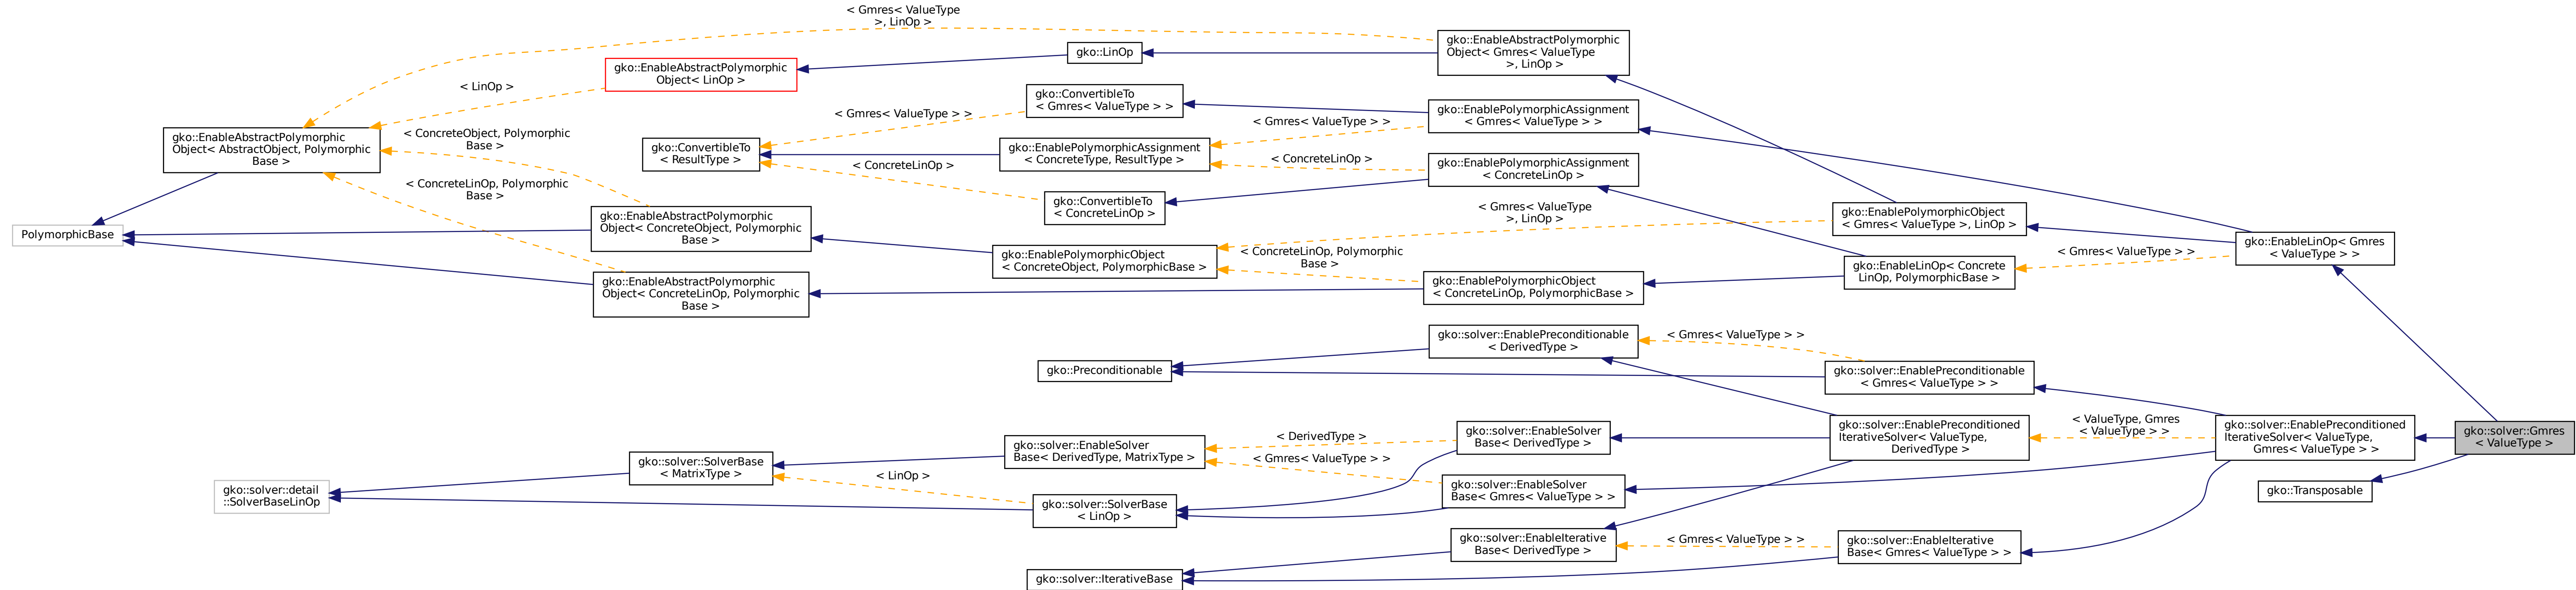 < Gmres< ValueType
>, LinOp >
gko::EnableAbstractPolymorphic
Object< Gmres< ValueType
>, LinOp >
gko::LinOp
gko::EnableAbstractPolymorphic
Object< LinOp >
< LinOp >
gko::ConvertibleTo
< Gmres< ValueType > >
< Gmres< ValueType > >
gko::EnablePolymorphicAssignment
< Gmres< ValueType > >
< Gmres< ValueType > >
gko::EnableAbstractPolymorphic
Object< AbstractObject, Polymorphic
Base >
< ConcreteObject, Polymorphic
Base >
gko::ConvertibleTo
< ResultType >
gko::EnablePolymorphicAssignment
< ConcreteType, ResultType >
< ConcreteLinOp >
< ConcreteLinOp >
gko::EnablePolymorphicAssignment
< ConcreteLinOp >
< ConcreteLinOp, Polymorphic
Base >
gko::ConvertibleTo
< ConcreteLinOp >
< Gmres< ValueType
>, LinOp >
gko::EnablePolymorphicObject
< Gmres< ValueType >, LinOp >
PolymorphicBase
gko::EnableAbstractPolymorphic
Object< ConcreteObject, Polymorphic
Base >
gko::EnablePolymorphicObject
< ConcreteObject, PolymorphicBase >
< ConcreteLinOp, Polymorphic
Base >
gko::EnableLinOp< Concrete
LinOp, PolymorphicBase >
< Gmres< ValueType > >
gko::EnableLinOp< Gmres
< ValueType > >
gko::EnableAbstractPolymorphic
Object< ConcreteLinOp, Polymorphic
Base >
gko::EnablePolymorphicObject
< ConcreteLinOp, PolymorphicBase >
gko::solver::EnablePreconditionable
< DerivedType >
< Gmres< ValueType > >
gko::Preconditionable
gko::solver::EnablePreconditionable
< Gmres< ValueType > >
gko::solver::EnableSolver
Base< DerivedType >
< DerivedType >
gko::solver::EnablePreconditioned
IterativeSolver< ValueType,
DerivedType >
< ValueType, Gmres
< ValueType > >
gko::solver::EnablePreconditioned
IterativeSolver< ValueType,
Gmres< ValueType > >
gko::solver::Gmres
< ValueType >
gko::solver::EnableSolver
Base< DerivedType, MatrixType >
< Gmres< ValueType > >
gko::solver::SolverBase
< MatrixType >
< LinOp >
gko::solver::EnableSolver
Base< Gmres< ValueType > >
gko::Transposable
gko::solver::detail
::SolverBaseLinOp
gko::solver::SolverBase
< LinOp >
gko::solver::EnableIterative
Base< DerivedType >
< Gmres< ValueType > >
gko::solver::EnableIterative
Base< Gmres< ValueType > >
gko::solver::IterativeBase